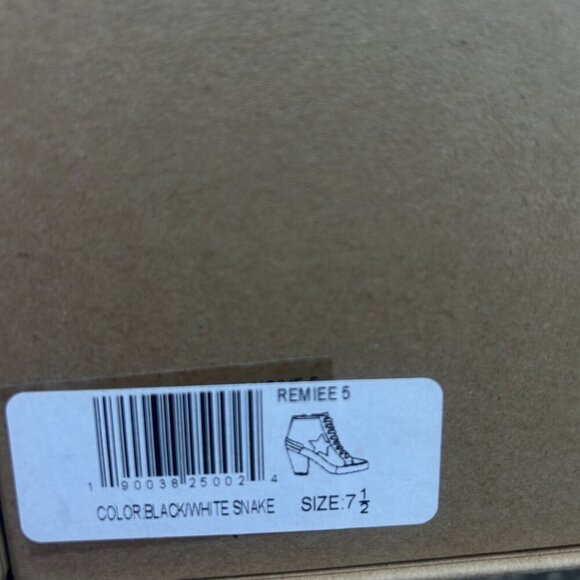 REMIEE 5
1 90038 25002 4
COLOR:BLACK/WHITE SNAKE SIZE:7 1/2